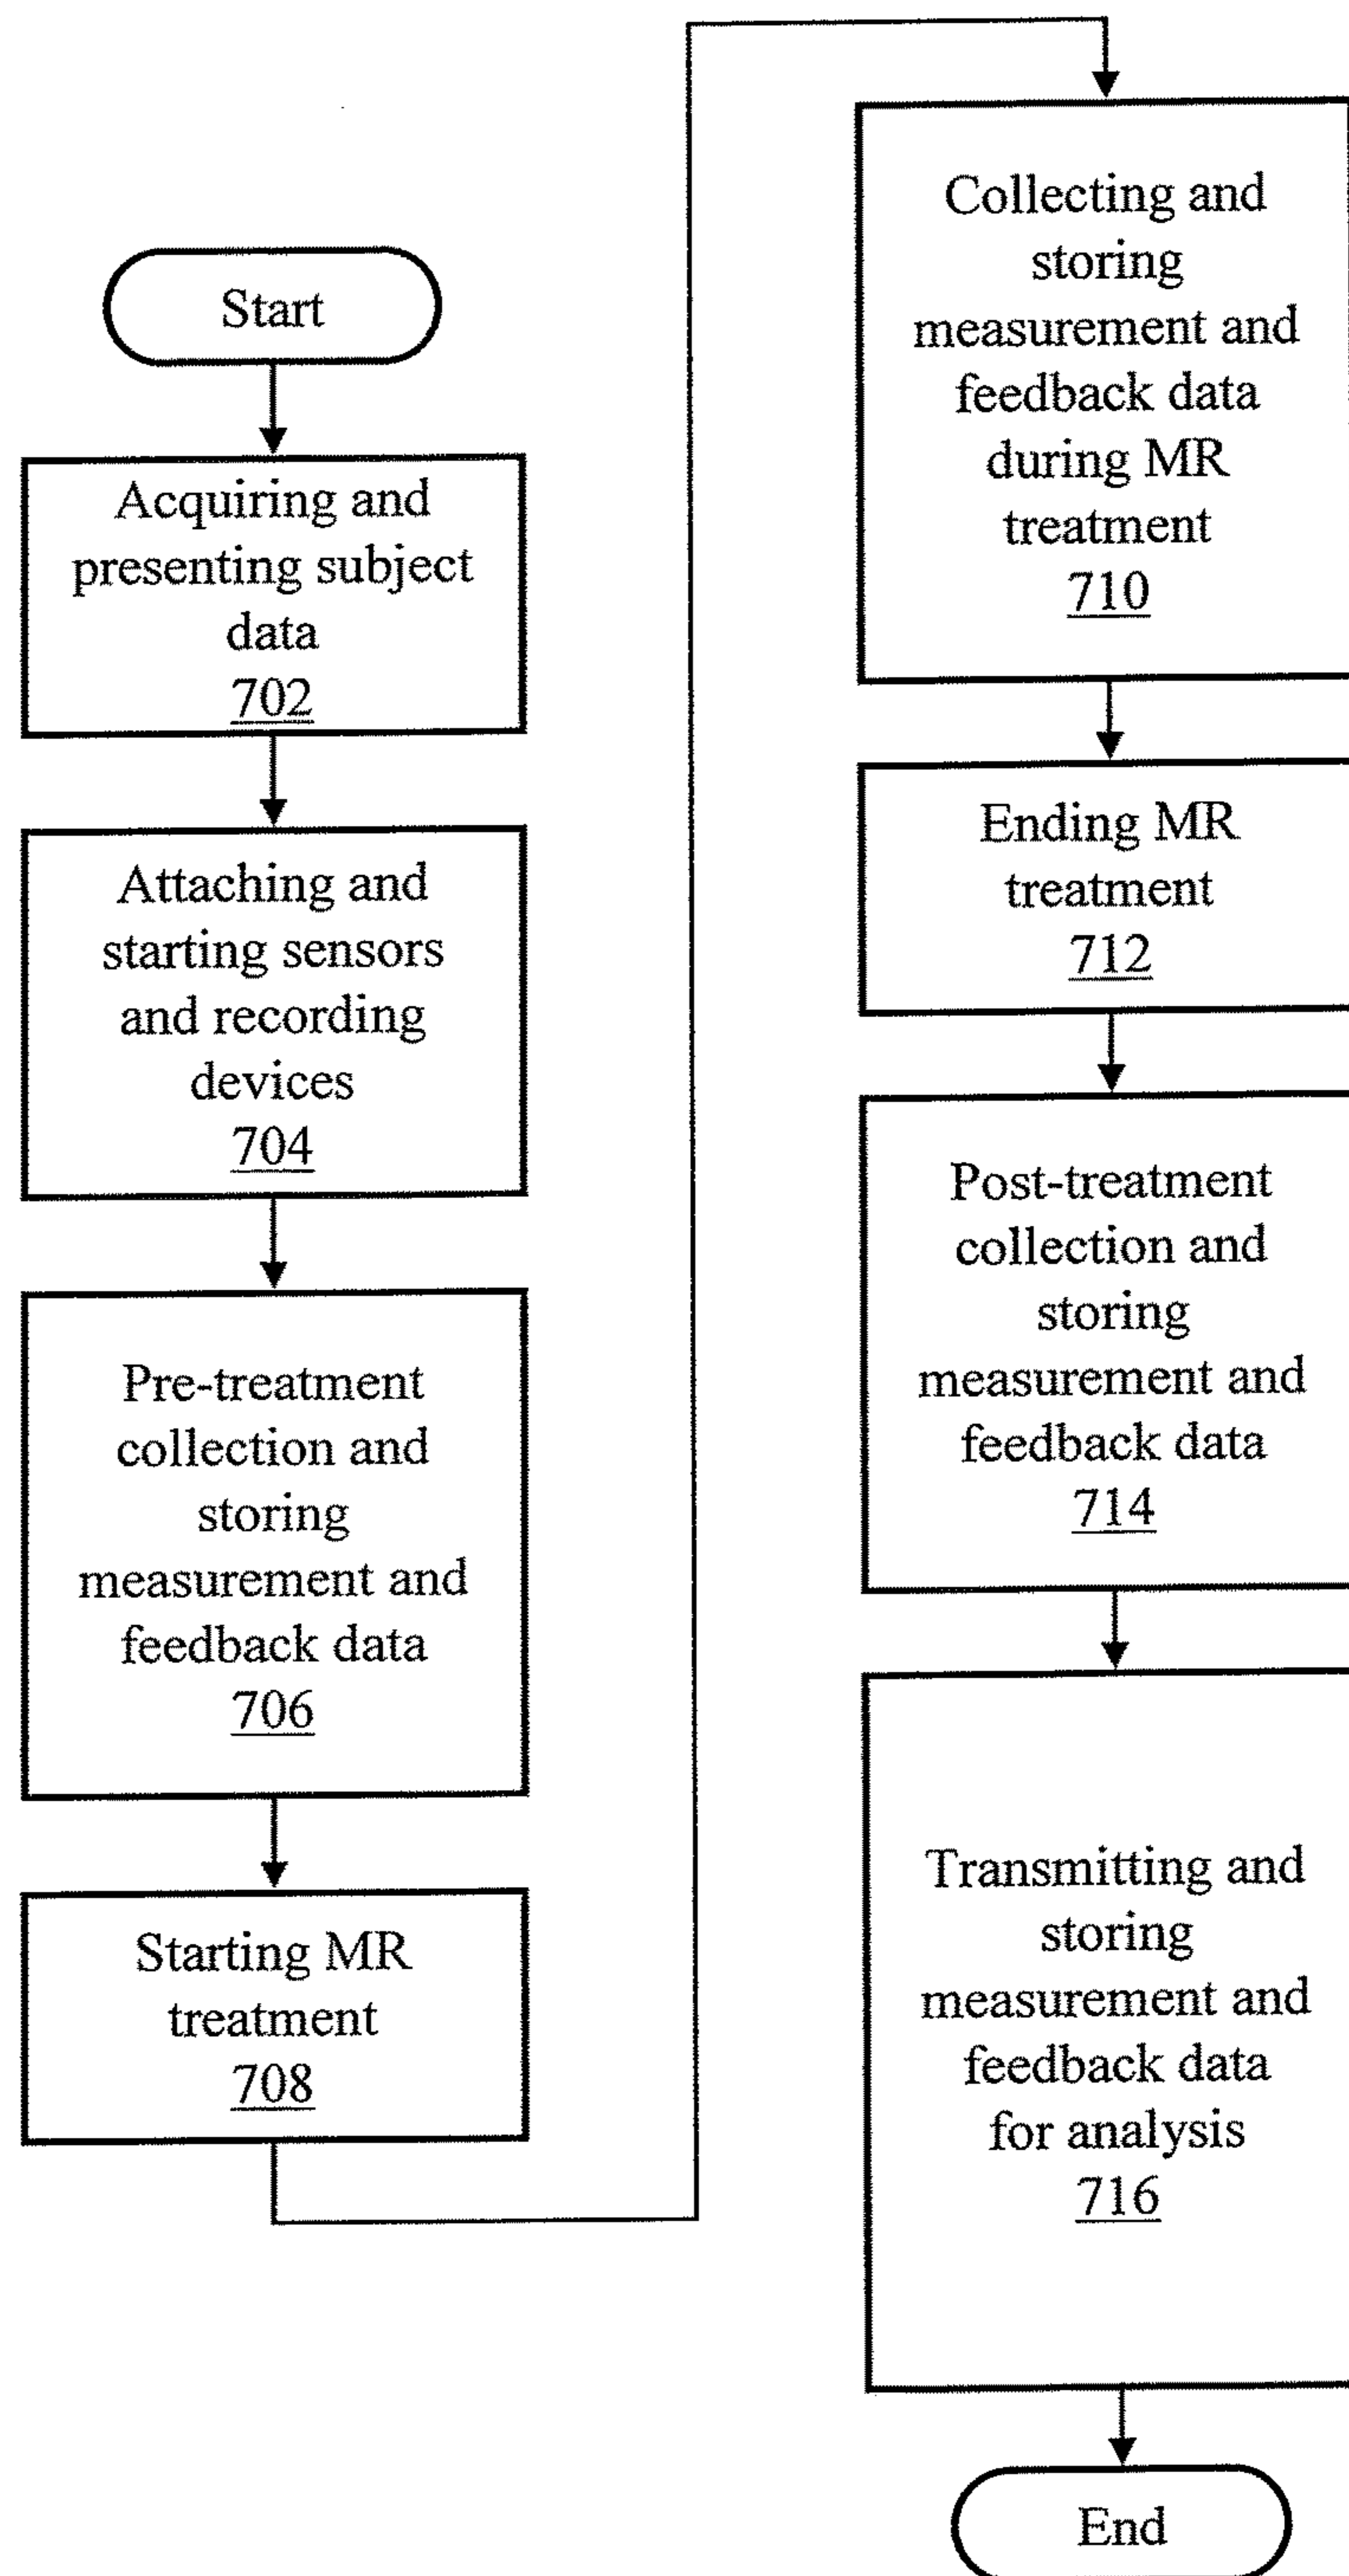 Start
Acquiring and
presenting subject
data
702
Attaching and
starting sensors
and recording
devices
704
Pre-treatment
collection and
storing
measurement and
feedback data
706
Starting MR
treatment
708
Collecting and
storing
measurement and
feedback data
during MR
treatment
710
Ending MR
treatment
712
Post-treatment
collection and
storing
measurement and
feedback data
714
Transmitting and
storing
measurement and
feedback data
for analysis
716
End